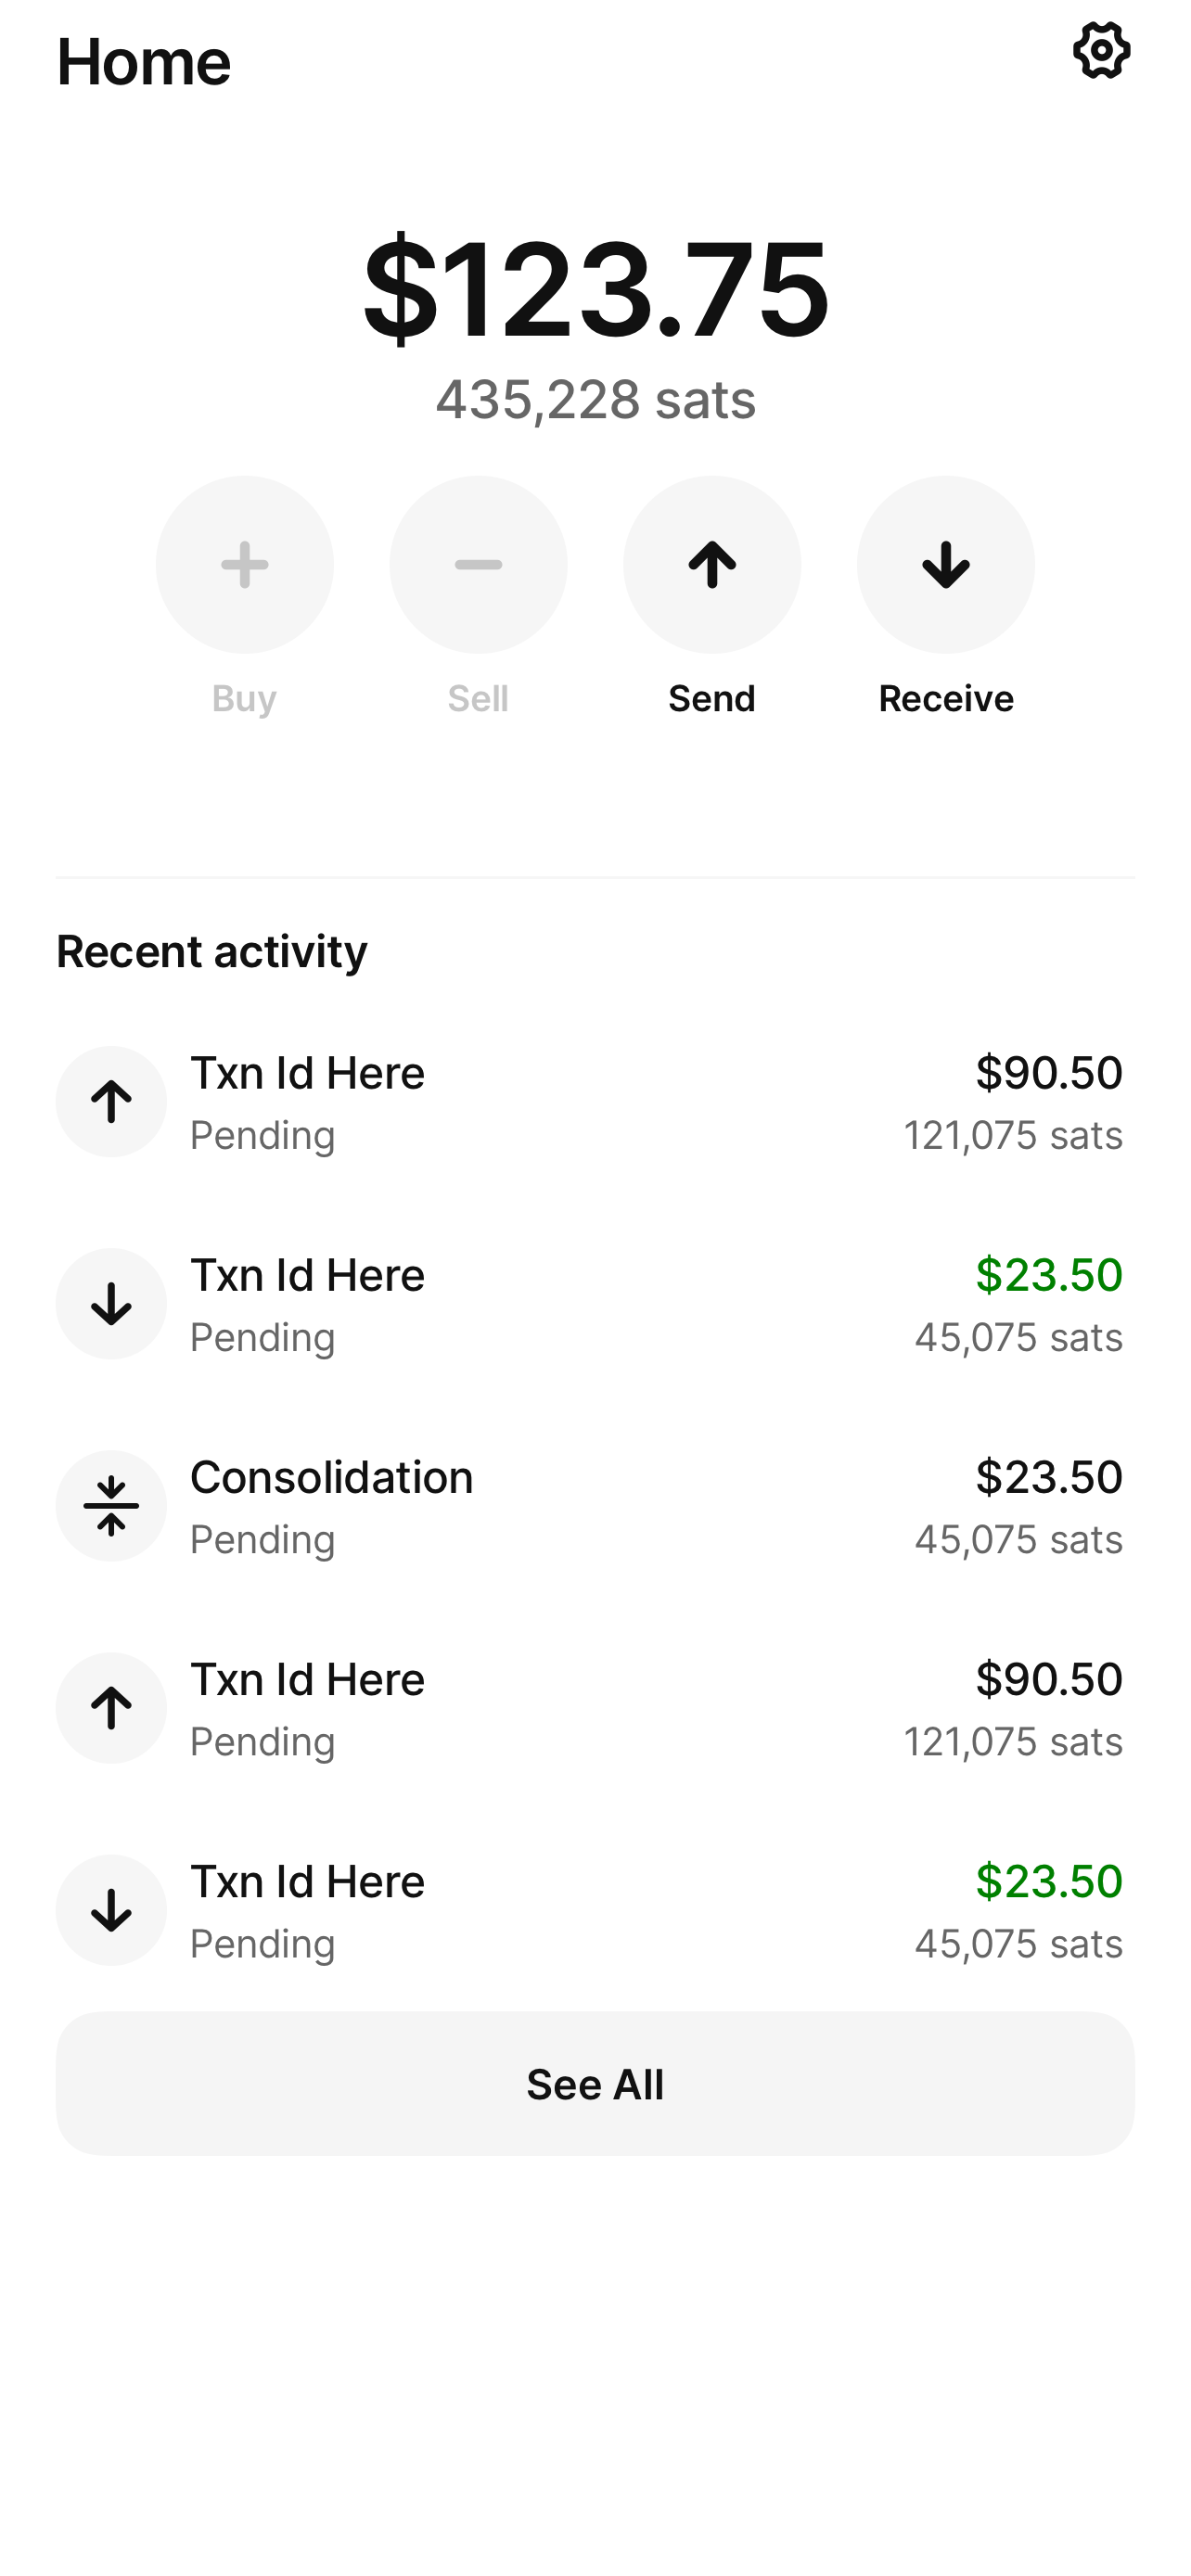 Home
$123.75
435,228 sats
Buy
Sell
Send
Receive
Recent activity
Txn Id Here
$90.50
Pending
121,075 sats
Txn Id Here
$23.50
Pending
45,075 sats
Consolidation
$23.50
Pending
45,075 sats
Txn Id Here
$90.50
Pending
121,075 sats
Txn Id Here
$23.50
Pending
45,075 sats
See All